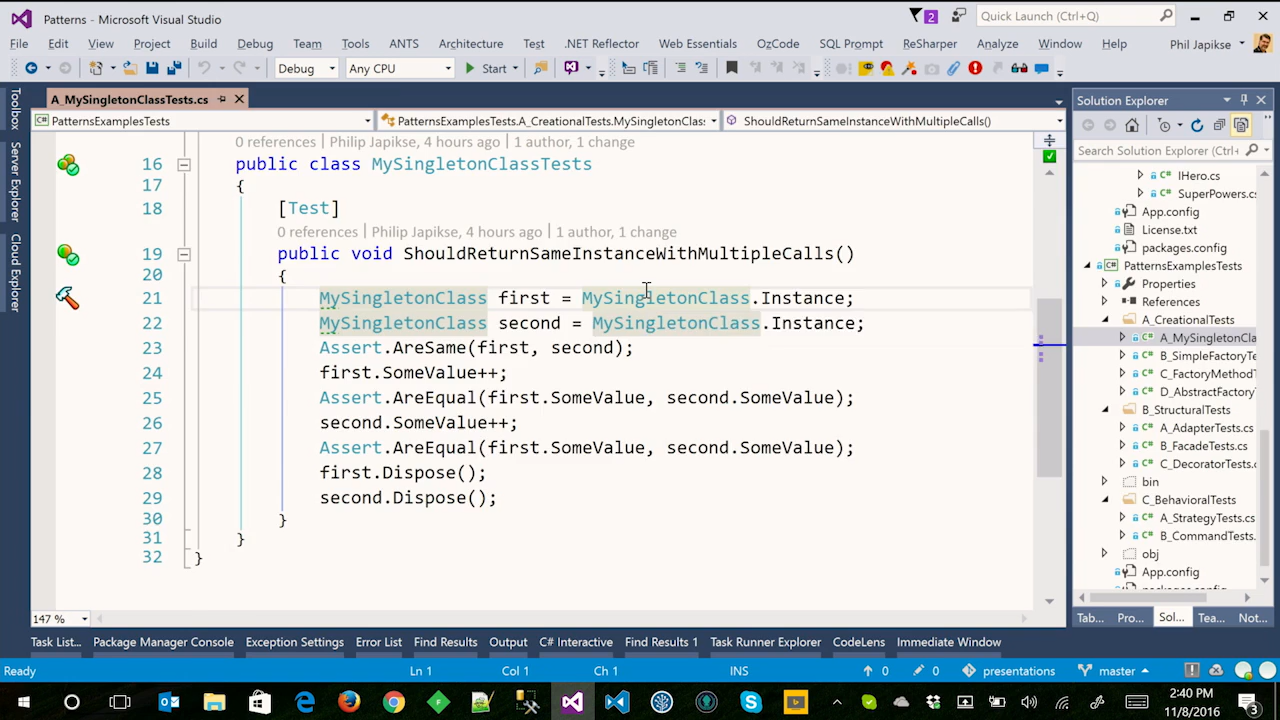 Patterns - Microsoft Visual Studio
2
Quick Launch (Ctrl+Q)
File Edit View Project Build Debug Team Tools ANTS Architecture Test .NET Reflector Web Essentials OzCode SQL Prompt ReSharper Analyze Window Help Phil Japikse
Debug Any CPU Start
Toolbox
Server Explorer
Cloud Explorer
A_MySingletonClassTests.cs
PatternsExamplesTests PatternsExamplesTests.A_CreationalTests.MySingletonClas: ShouldReturnSameInstanceWithMultipleCalls()
0 references | Philip Japikse, 4 hours ago | 1 author, 1 change
16 public class MySingletonClassTests
17 {
18 [Test]
0 references | Philip Japikse, 4 hours ago | 1 author, 1 change
19 public void ShouldReturnSameInstanceWithMultipleCalls()
20 {
21 MySingletonClass first = MySingletonClass.Instance;
22 MySingletonClass second = MySingletonClass.Instance;
23 Assert.AreSame(first, second);
24 first.SomeValue++;
25 Assert.AreEqual(first.SomeValue, second.SomeValue);
26 second.SomeValue++;
27 Assert.AreEqual(first.SomeValue, second.SomeValue);
28 first.Dispose();
29 second.Dispose();
30 }
31 }
32 }
147 %
Solution Explorer
Search Solution Explorer (Ctrl+
C# IHero.cs
C# SuperPowers.cs
App.config
License.txt
packages.config
C# PatternsExamplesTests
Properties
References
A_CreationalTests
C# A_MySingletonCla
C# B_SimpleFactoryTe
C# C_FactoryMethodT
C# D_AbstractFactory
B_StructuralTests
C# A_AdapterTests.cs
C# B_FacadeTests.cs
C# C_DecoratorTests.c
bin
C_BehavioralTests
C# A_StrategyTests.cs
C# B_CommandTests.c
obj
App.config
packages.config
Tab... Pro... Sol... Tea... Not...
Task List... Package Manager Console Exception Settings Error List Find Results Output C# Interactive Find Results 1 Task Runner Explorer CodeLens Immediate Window
Ready Ln 1 Col 1 Ch 1 INS 0 0 presentations master
2:40 PM
11/8/2016
3